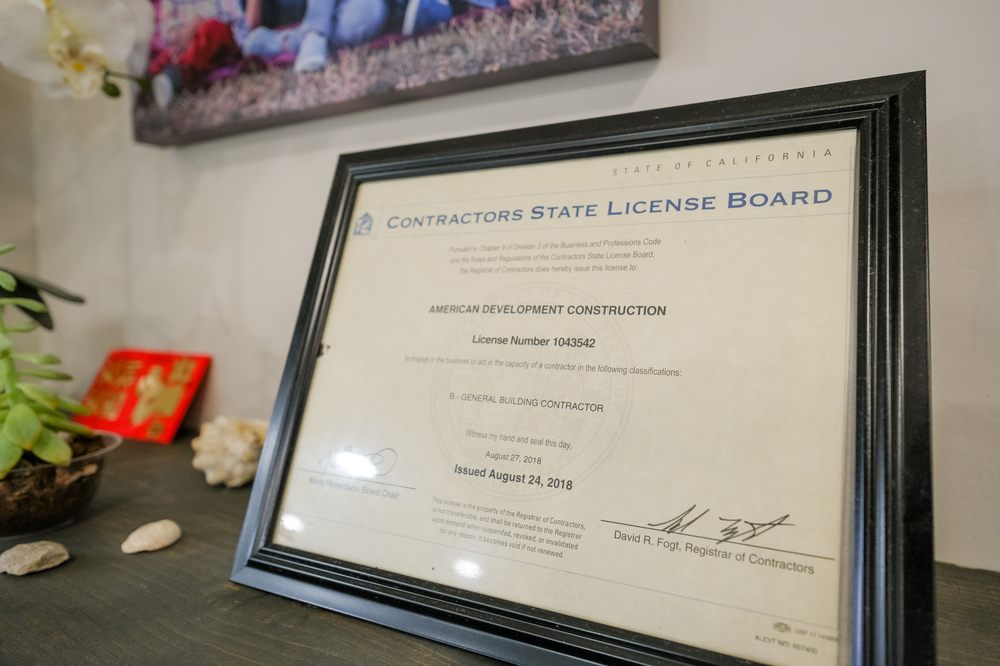 STATE OF CALIFORNIA
CONTRACTORS STATE LICENSE BOARD
Pursuant to Chapter 9 of Division 3 of the Business and Professions Code
and the Rules and Regulations of the Contractors State License Board,
the Registrar of Contractors does hereby issue this license to:
AMERICAN DEVELOPMENT CONSTRUCTION
License Number 1043542
to engage in the business or act in the capacity of a contractor in the following classifications:
B - GENERAL BUILDING CONTRACTOR
Witness my hand and seal this day,
August 27, 2018
Issued August 24, 2018
Richardson, Board Chair
This license is the property of the Registrar of Contractors,
is not transferable, and shall be returned to the Registrar
upon demand when suspended, revoked, or invalidated
for any reason. It becomes void if not renewed.
David R. Fogt, Registrar of Contractors
OSP 17
AUDIT NO: